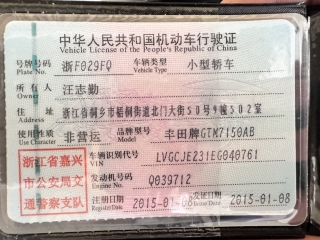 中华人民共和国机动车行驶证
Vehicle License of the People's Republic of China
号牌号码 浙F029FQ 车辆类型 小型轿车
Plate No. Vehicle Type
所有人 汪志勤
Owner
住址 浙江省桐乡市梧桐街道北门大街50号9幢502室
Address
使用性质 非营运 品牌型号 丰田牌GTM7150AB
Use Character Model
浙江省嘉兴市公安局交通警察支队
车辆识别代号 LVGCJE231EG040761
VIN
发动机号码 Q039712
Engine No.
注册日期 2015-01-08 发证日期 2015-01-08
Register Date Issue Date